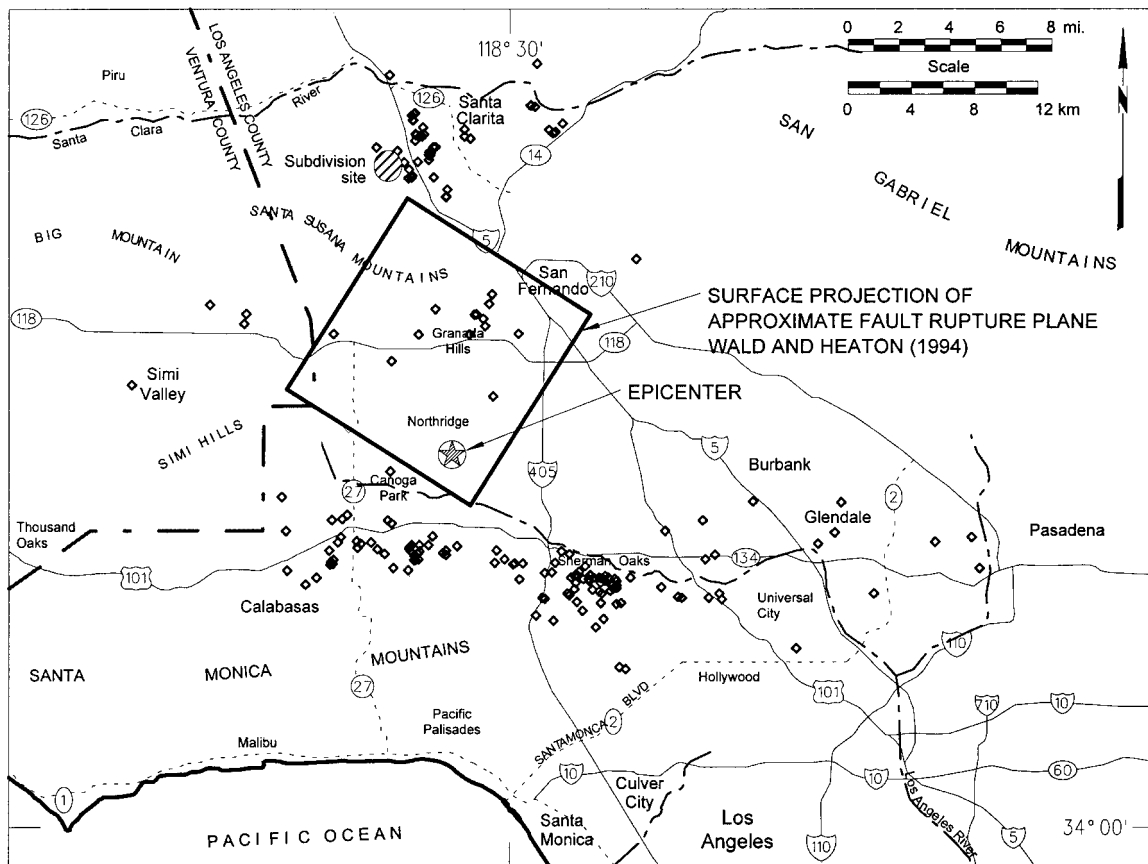 118° 30'
0 2 4 6 8 mi.
Scale
0 4 8 12 km
N
LOS ANGELES COUNTY
VENTURA COUNTY
Piru
126
Santa Clara River
126
Santa
Clarita
14
Subdivision
site
SAN
GABRIEL
MOUNTAINS
BIG MOUNTAIN
SANTA SUSANA MOUNTAINS
5
San
Fernando
210
SURFACE PROJECTION OF
APPROXIMATE FAULT RUPTURE PLANE
WALD AND HEATON (1994)
118
Granada
Hills
118
Simi
Valley
EPICENTER
SIMI HILLS
Northridge
405
5
Burbank
2
27
Canoga
Park
Glendale
Pasadena
Thousand
Oaks
101
Sherman Oaks
134
Calabasas
Universal
City
110
SANTA MONICA MOUNTAINS
27
Hollywood
101
710
10
Pacific
Palisades
SANTA MONCA BLVD
2
Malibu
1
10
Culver
City
10
60
Los Angeles River
PACIFIC OCEAN
Santa
Monica
Los
Angeles
110
5
34° 00'